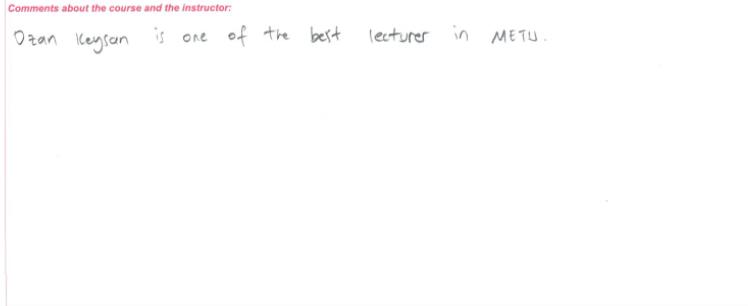 Comments about the course and the instructor:
Ozan Keysan is one of the best lecturer in METU.